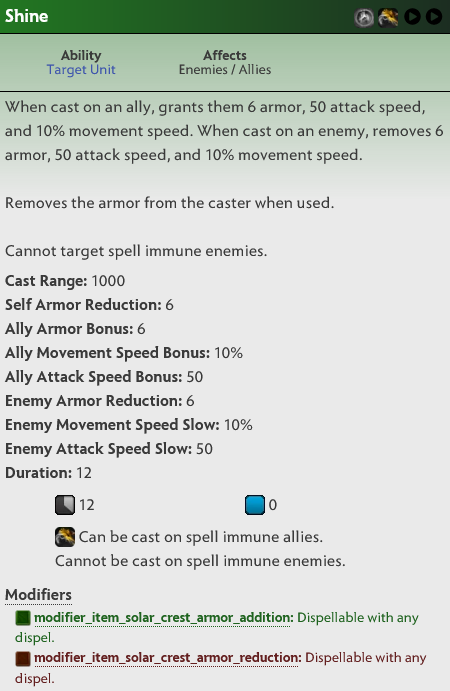 Shine
Ability
Affects
Target Unit
Enemies / Allies
When cast on an ally, grants them 6 armor, 50 attack speed,
and 10% movement speed. When cast on an enemy, removes 6
armor, 50 attack speed, and 10% movement speed.
Removes the armor from the caster when used.
Cannot target spell immune enemies.
Cast Range: 1000
Self Armor Reduction: 6
Ally Armor Bonus: 6
Ally Movement Speed Bonus: 10%
Ally Attack Speed Bonus: 50
Enemy Armor Reduction: 6
Enemy Movement Speed Slow: 10%
Enemy Attack Speed Slow: 50
Duration: 12
12
0
Can be cast on spell immune allies.
Cannot be cast on spell immune enemies.
Modifiers
modifier_item_solar_crest_armor_addition: Dispellable with any
dispel.
modifier_item_solar_crest_armor_reduction: Dispellable with any
dispel.